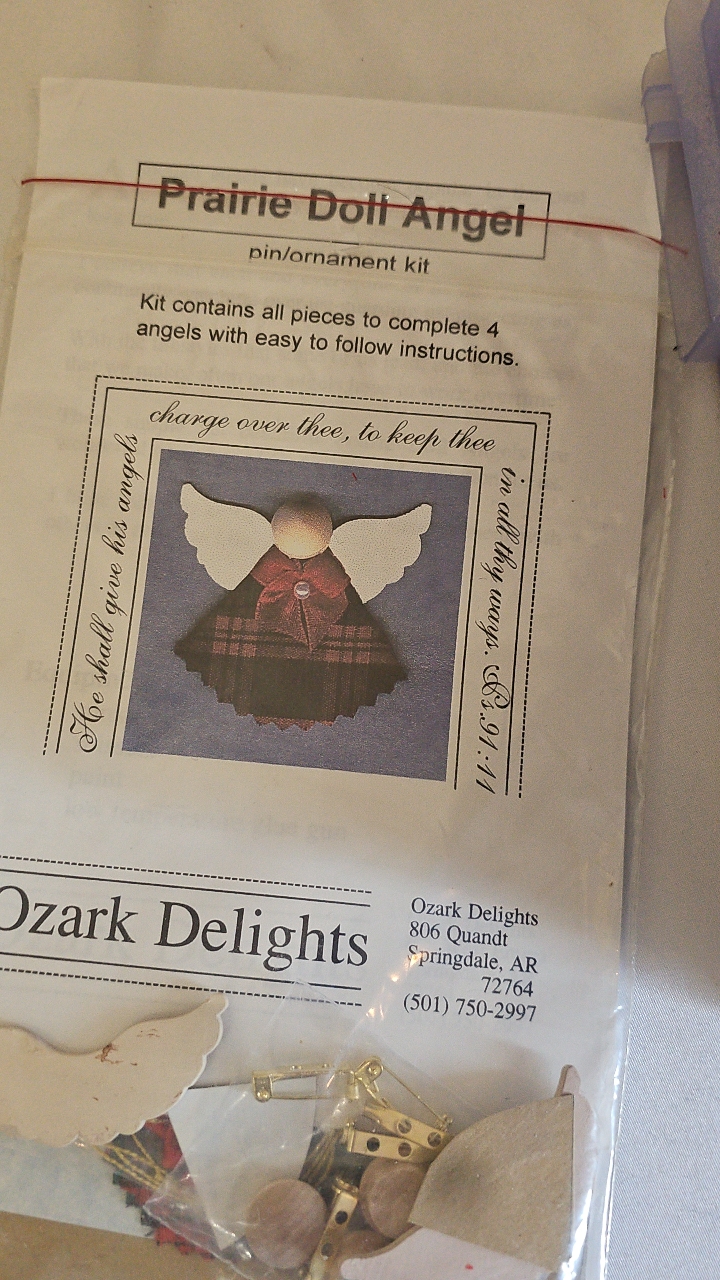 Prairie Doll Angel
pin/ornament kit
Kit contains all pieces to complete 4
angels with easy to follow instructions.
He shall give his angels
charge over thee, to keep thee
in all thy ways. Ps.91:11
Ozark Delights
Ozark Delights
806 Quandt
Springdale, AR
72764
(501) 750-2997